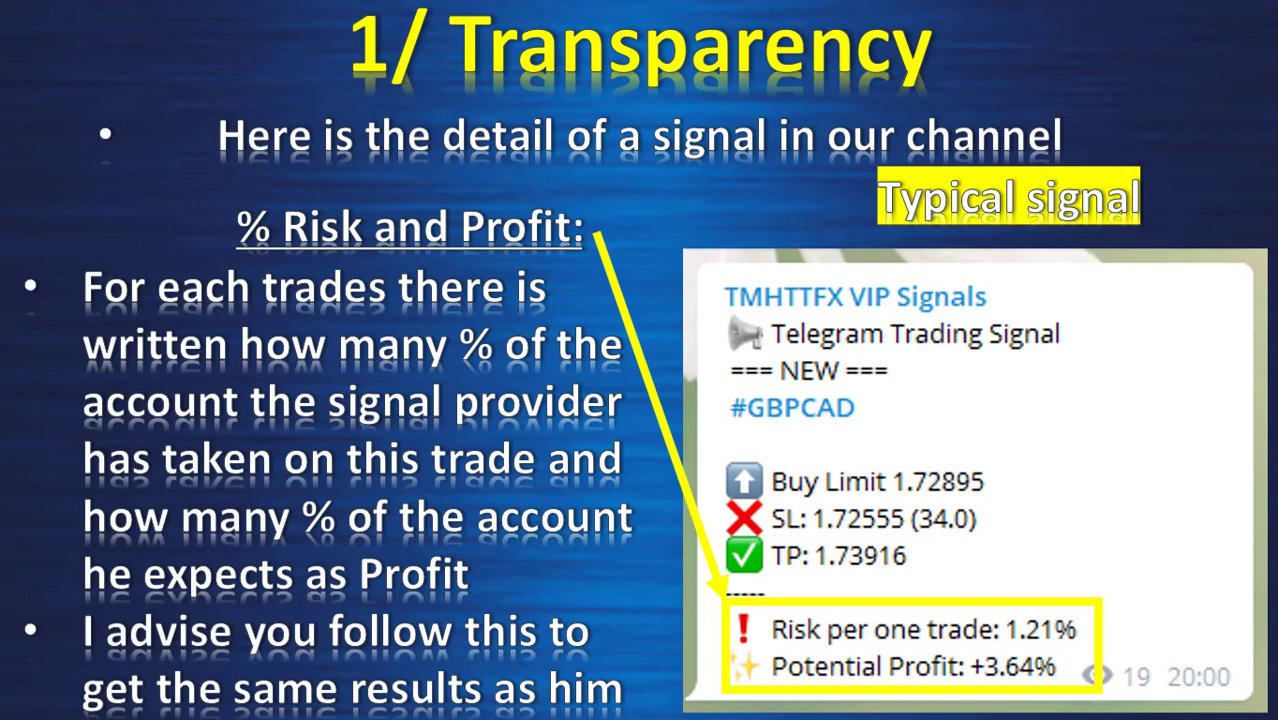 1/ Transparency
• Here is the detail of a signal in our channel
Typical signal
% Risk and Profit:
• For each trades there is
written how many % of the
account the signal provider
has taken on this trade and
how many % of the account
he expects as Profit
• I advise you follow this to
get the same results as him
TMHTTFX VIP Signals
📢 Telegram Trading Signal
=== NEW ===
#GBPCAD
⬆️ Buy Limit 1.72895
❌ SL: 1.72555 (34.0)
✅ TP: 1.73916
-----
❗ Risk per one trade: 1.21%
✨ Potential Profit: +3.64%
19 20:00